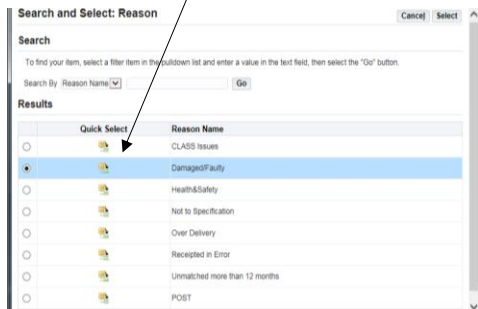 Search and Select: Reason
Cancel Select
Search
To find your item, select a filter item in the pulldown list and enter a value in the text field, then select the "Go" button.
Search By Reason Name Go
Results
Quick Select Reason Name
CLASS Issues
Damaged/Faulty
Health&Safety
Not to Specification
Over Delivery
Receipted in Error
Unmatched more than 12 months
POST